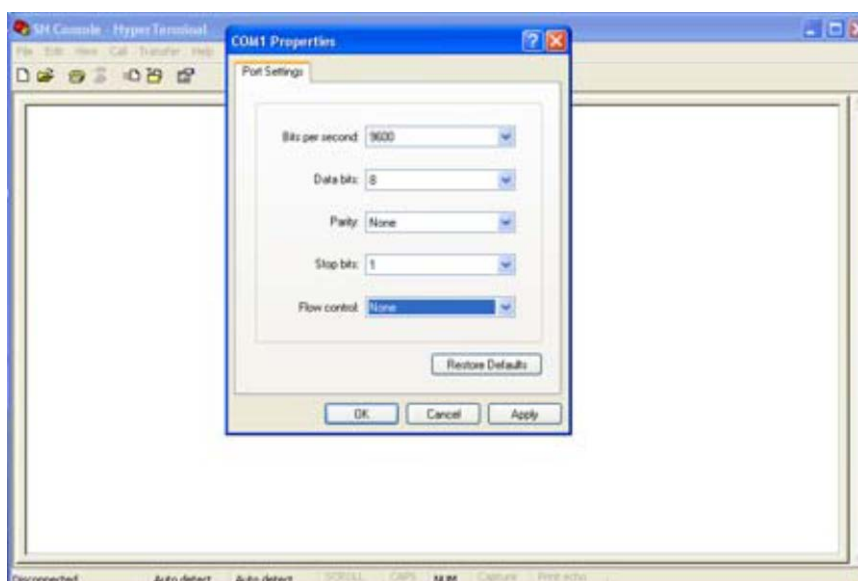 SN Console - HyperTerminal
File Edit View Call Transfer Help
COM1 Properties
Port Settings
Bits per second: 9600
Data bits: 8
Parity: None
Stop bits: 1
Flow control: None
Restore Defaults
OK Cancel Apply
Disconnected Auto detect Auto detect SCROLL CAPS NUM Capture Print echo